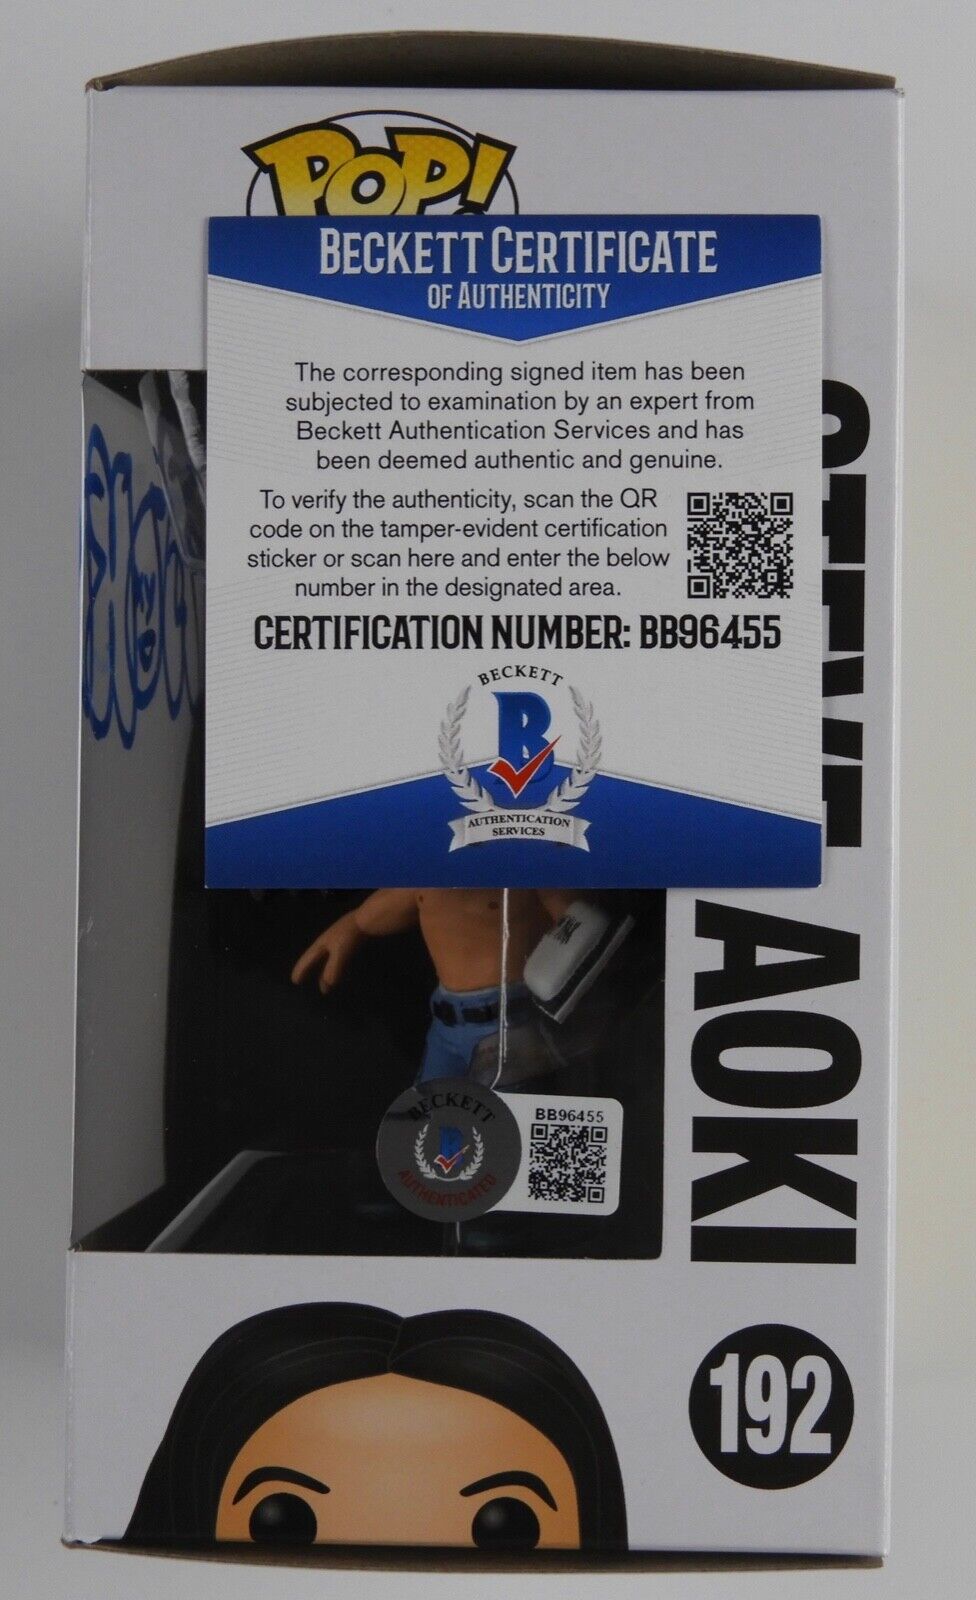 POP!
BECKETT CERTIFICATE
OF AUTHENTICITY
The corresponding signed item has been
subjected to examination by an expert from
Beckett Authentication Services and has
been deemed authentic and genuine.
To verify the authenticity, scan the QR
code on the tamper-evident certification
sticker or scan here and enter the below
number in the designated area.
CERTIFICATION NUMBER: BB96455
BECKETT
B
AUTHENTICATION
SERVICES
STEVE AOKI
BECKETT
B
AUTHENTICATED
BB96455
192